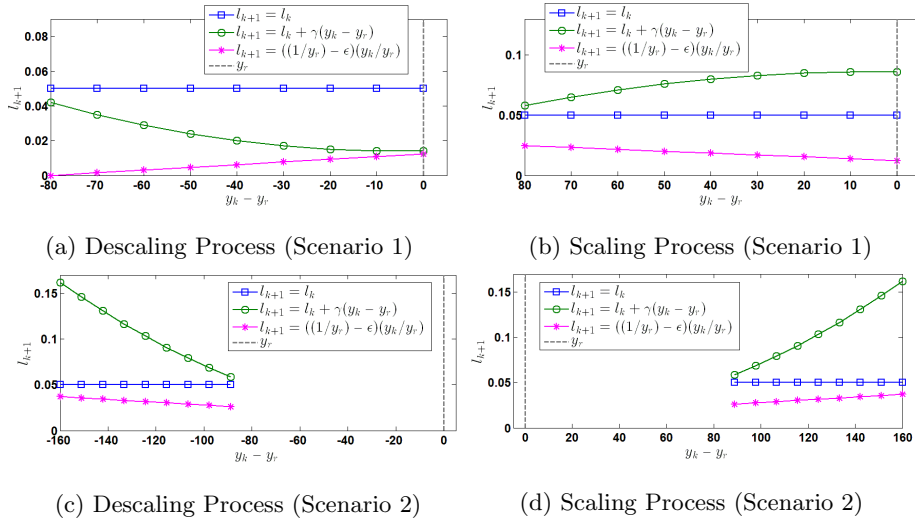 0.08
0.06
0.04
0.02
0
l_{k+1}
l_{k+1} = l_k
l_{k+1} = l_k + γ(y_k − y_r)
l_{k+1} = ((1/y_r) − ϵ)(y_k/y_r)
y_r
-80 -70 -60 -50 -40 -30 -20 -10 0
y_k − y_r
(a) Descaling Process (Scenario 1)
0.1
0.05
0
l_{k+1}
l_{k+1} = l_k
l_{k+1} = l_k + γ(y_k − y_r)
l_{k+1} = ((1/y_r) − ϵ)(y_k/y_r)
y_r
80 70 60 50 40 30 20 10 0
y_k − y_r
(b) Scaling Process (Scenario 1)
0.15
0.1
0.05
0
l_{k+1}
l_{k+1} = l_k
l_{k+1} = l_k + γ(y_k − y_r)
l_{k+1} = ((1/y_r) − ϵ)(y_k/y_r)
y_r
-160 -140 -120 -100 -80 -60 -40 -20 0
y_k − y_r
(c) Descaling Process (Scenario 2)
0.15
0.1
0.05
0
l_{k+1}
l_{k+1} = l_k
l_{k+1} = l_k + γ(y_k − y_r)
l_{k+1} = ((1/y_r) − ϵ)(y_k/y_r)
y_r
0 20 40 60 80 100 120 140 160
y_k − y_r
(d) Scaling Process (Scenario 2)